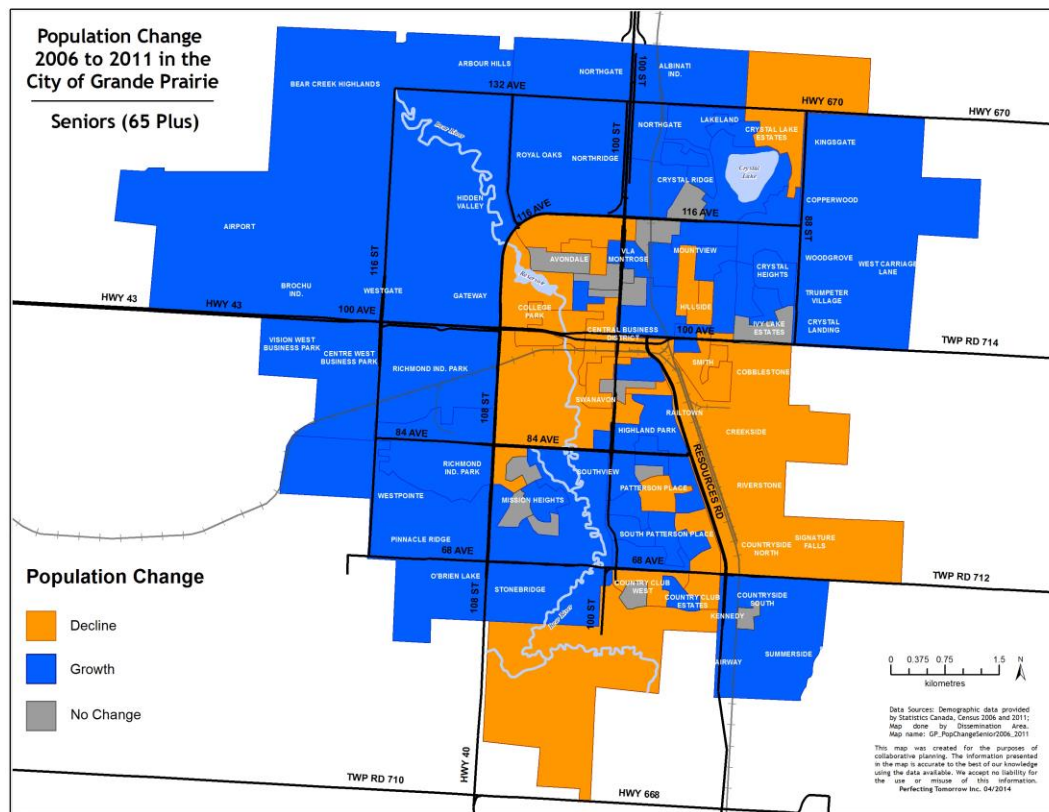 Population Change
2006 to 2011 in the
City of Grande Prairie
Seniors (65 Plus)
ARBOUR HILLS
NORTHGATE
100 ST
ALBINATI
IND.
BEAR CREEK HIGHLANDS
132 AVE
HWY 670
HWY 670
Bear River
NORTHGATE
LAKELAND
CRYSTAL LAKE
ESTATES
KINGSGATE
ROYAL OAKS
NORTHRIDGE
100 ST
Crystal
Lake
CRYSTAL RIDGE
HIDDEN
VALLEY
116 AVE
116 AVE
COPPERWOOD
88 ST
AIRPORT
116 ST
AVONDALE
VLA
MONTROSE
MOUNTVIEW
WOODGROVE
WEST CARRIAGE
LANE
CRYSTAL
HEIGHTS
Reservoir
BROCHU
IND.
WESTGATE
GATEWAY
TRUMPETER
VILLAGE
HWY 43
HWY 43
100 AVE
COLLEGE
PARK
HILLSIDE
IVY LAKE
ESTATES
CRYSTAL
LANDING
CENTRAL BUSINESS
DISTRICT
100 AVE
TWP RD 714
VISION WEST
BUSINESS PARK
CENTRE WEST
BUSINESS PARK
RICHMOND IND. PARK
SMITH
COBBLESTONE
108 ST
SWANAVON
RAILTOWN
84 AVE
84 AVE
HIGHLAND PARK
CREEKSIDE
RICHMOND
IND. PARK
SOUTHVIEW
RESOURCES RD
WESTPOINTE
MISSION HEIGHTS
PATTERSON PLACE
RIVERSTONE
PINNACLE RIDGE
SOUTH PATTERSON PLACE
COUNTRYSIDE
NORTH
SIGNATURE
FALLS
68 AVE
68 AVE
TWP RD 712
O'BRIEN LAKE
STONEBRIDGE
COUNTRY CLUB
WEST
COUNTRY CLUB
ESTATES
COUNTRYSIDE
SOUTH
108 ST
Bear River
100 ST
KENNEDY
FAIRWAY
SUMMERSIDE
Population Change
Decline
Growth
No Change
0 0.375 0.75 1.5 N
kilometres
HWY 40
TWP RD 710
HWY 668
Data Sources: Demographic data provided
by Statistics Canada, Census 2006 and 2011;
Map done by Dissemination Area.
Map name: GP_PopChangeSenior2006_2011
This map was created for the purposes of
collaborative planning. The information presented
in the map is accurate to the best of our knowledge
using the data available. We accept no liability for
the use or misuse of this information.
Perfecting Tomorrow Inc. 04/2014